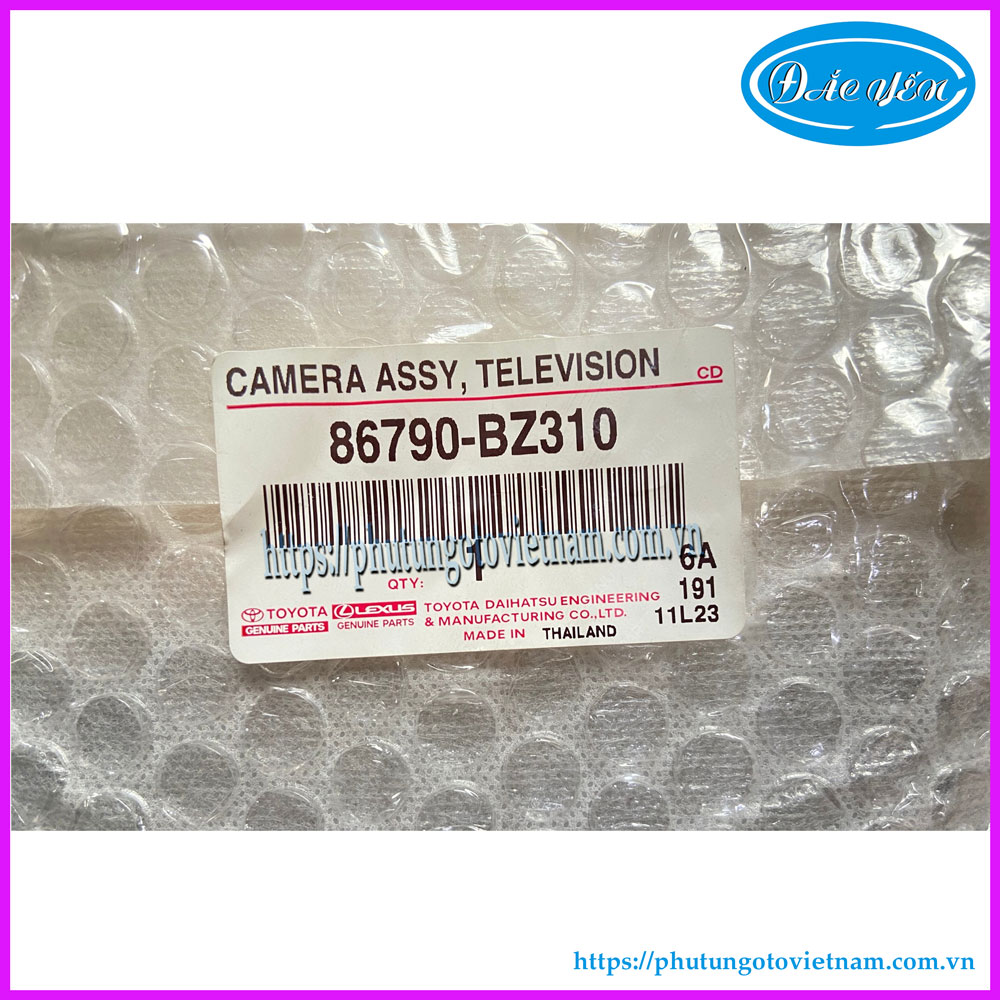 ĐẮC YẾN
CAMERA ASSY, TELEVISION CD
86790-BZ310
https://phutungotovietnam.com.vn
QTY: 1 6A
191
TOYOTA LEXUS TOYOTA DAIHATSU ENGINEERING
GENUINE PARTS GENUINE PARTS & MANUFACTURING CO.,LTD. 11L23
MADE IN THAILAND
https://phutungotovietnam.com.vn